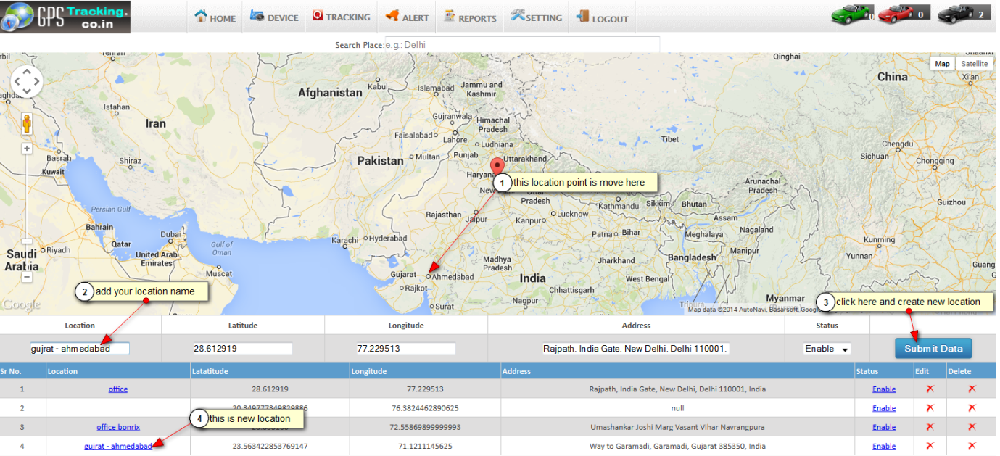 GPS Tracking.
co.in
HOME
DEVICE
TRACKING
ALERT
REPORTS
SETTING
LOGOUT
0
0
2
Search Place: e.g.: Delhi
Map
Satellite
Tehran
Qinghai
Shaanxi
Xi'an
China
Afghanistan
Kabul
Islamabad
Jammu and
Kashmir
Isfahan
Iran
Gujranwala
Himachal
Pradesh
Faisalabad
Lahore
Ludhiana
Tibet
Chengdu
Sichuan
Chongqing
Basrah
Shiraz
Kuwait
Pakistan
Multan
Punjab
Uttarakhand
Haryana
1
this location point is move here
New
Uttar
Pradesh
Arunachal
Pradesh
Guizhou
Persian Gulf
Rajasthan
Jaipur
Kanpur
Lucknow
Kathmandu
Sikkim
Bhutan
Assam
Bahrain
Dubai
Qatar
United Arab
Emirates
Gulf of
Oman
Karachi
Hyderabad
Patna
Bihar
Meghalaya
Nagaland
Kunming
Yunnan
Saudi
Arabia
Riyadh
Muscat
Gujarat
Ahmedabad
Rajkot
Madhya
Pradesh
India
Jharkhand
Bangladesh
Manipur
West Bengal
Chhattisgarh
Nagpur
Surat
Tripura
Myanmar
(Burma)
Guang
2
add your location name
3
click here and create new location
Google
Map data ©2014 AutoNavi, Basarsoft, Google
Location Latitude Longitude Address Status
gujrat - ahmedabad 28.612919 77.229513 Rajpath, India Gate, New Delhi, Delhi 110001, Enable Submit Data
Sr No. Location Latatitude Longitude Address Status Edit Delete
1 office 28.612919 77.229513 Rajpath, India Gate, New Delhi, Delhi 110001, India Enable
2 20.349777349829886 76.3824462890625 null Enable
4
this is new location
3 office bonrix 72.55869899999993 Umashankar Joshi Marg Vasant Vihar Navrangpura Enable
4 gujrat - ahmedabad 23.563422853769147 71.1211145625 Way to Garamadi, Garamadi, Gujarat 385350, India Enable